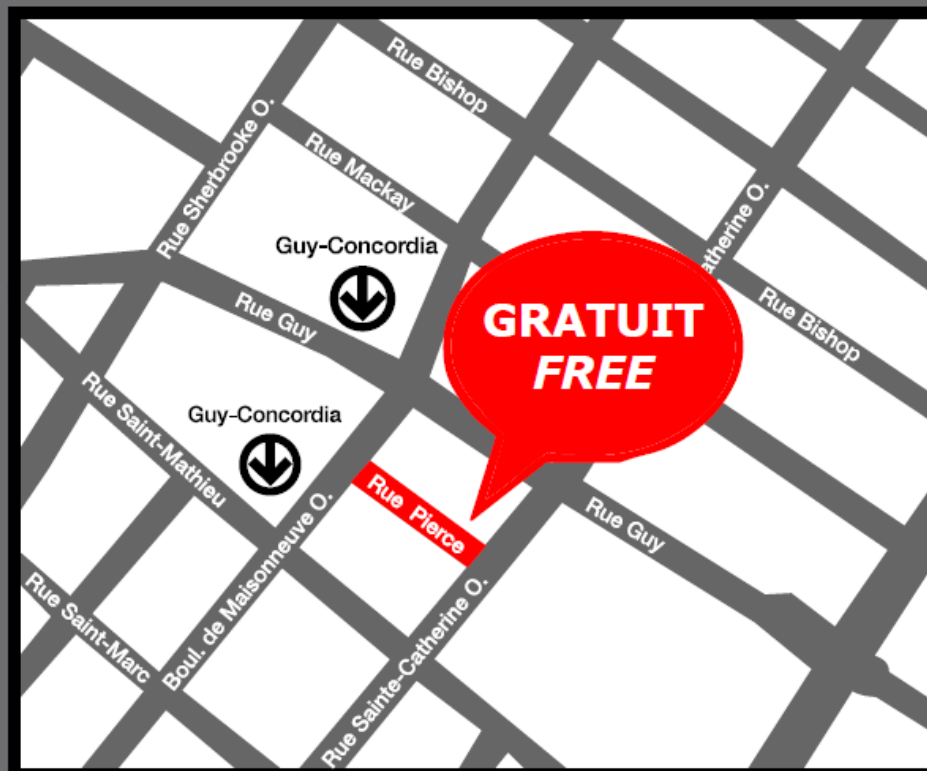 Rue Bishop
Rue Sherbrooke O.
Rue Mackay
Guy-Concordia
atherine O.
GRATUIT
FREE
Rue Guy
Rue Bishop
Rue Saint-Mathieu
Guy-Concordia
Rue Pierce
Rue Guy
Rue Saint-Marc
Boul. de Maisonneuve O.
Rue Sainte-Catherine O.